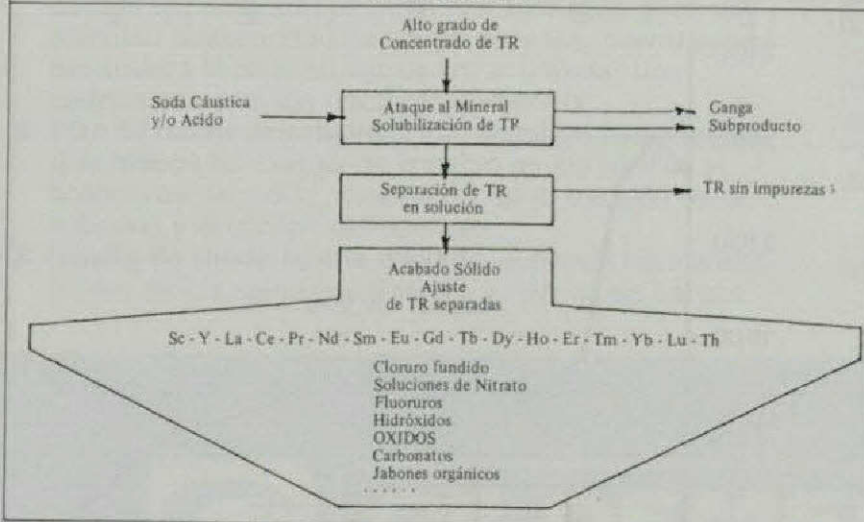 Alto grado de
Concentrado de TR
Soda Cáustica
y/o Acido
Ataque al Mineral
Solubilización de TR
Ganga
Subproducto
Separación de TR
en solución
TR sin impurezas
Acabado Sólido
Ajuste
de TR separadas
Sc - Y - La - Ce - Pr - Nd - Sm - Eu - Gd - Tb - Dy - Ho - Er - Tm - Yb - Lu - Th
Cloruro fundido
Soluciones de Nitrato
Fluoruros
Hidróxidos
OXIDOS
Carbonatos
Jabones orgánicos
. . . . . .